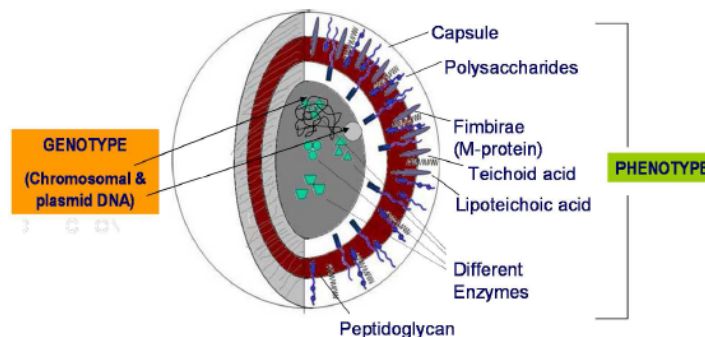 Capsule
Polysaccharides
GENOTYPE
(Chromosomal &
plasmid DNA)
Fimbirae
(M-protein)
Teichoid acid
PHENOTYPE
Lipoteichoic acid
Different
Enzymes
Peptidoglycan